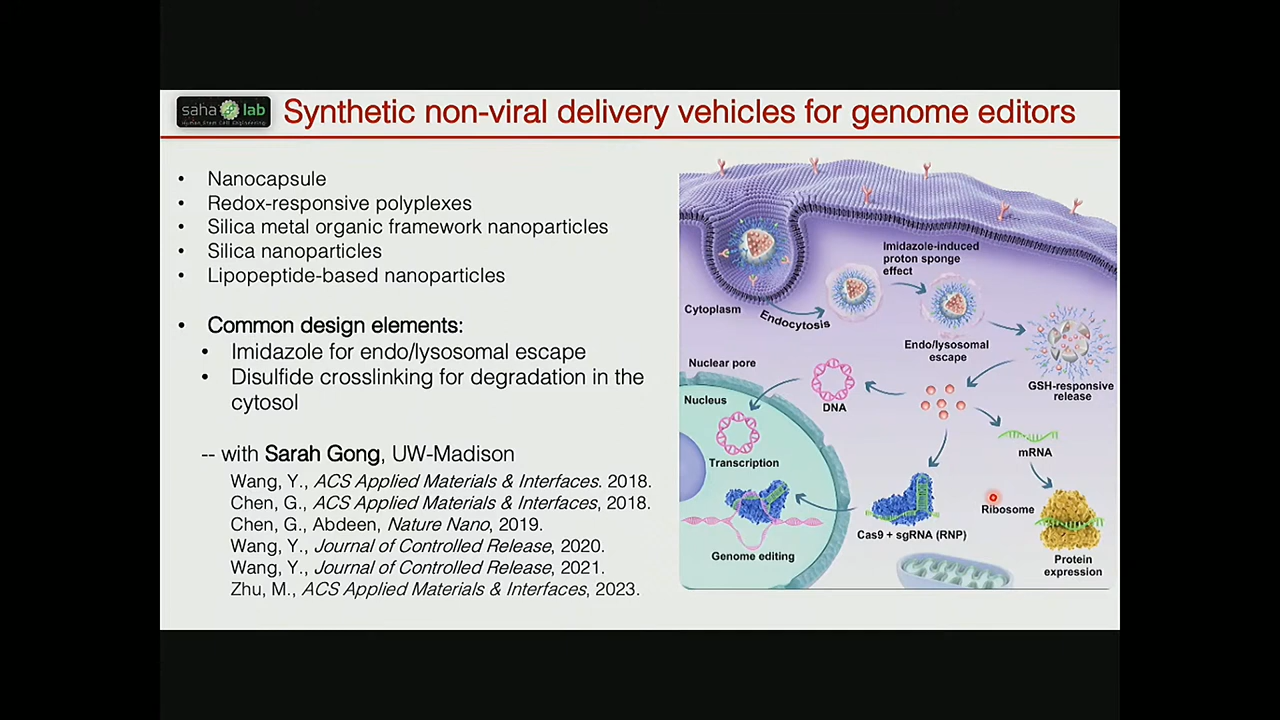 saha lab
Human Stem Cell Engineering
Synthetic non-viral delivery vehicles for genome editors
• Nanocapsule
• Redox-responsive polyplexes
• Silica metal organic framework nanoparticles
• Silica nanoparticles
• Lipopeptide-based nanoparticles
• Common design elements:
• Imidazole for endo/lysosomal escape
• Disulfide crosslinking for degradation in the
cytosol
-- with Sarah Gong, UW-Madison
Wang, Y., ACS Applied Materials & Interfaces. 2018.
Chen, G., ACS Applied Materials & Interfaces, 2018.
Chen, G., Abdeen, Nature Nano, 2019.
Wang, Y., Journal of Controlled Release, 2020.
Wang, Y., Journal of Controlled Release, 2021.
Zhu, M., ACS Applied Materials & Interfaces, 2023.
Imidazole-induced
proton sponge
effect
Cytoplasm
Endocytosis
Endo/lysosomal
escape
GSH-responsive
release
Nuclear pore
Nucleus
DNA
mRNA
Transcription
Ribosome
Cas9 + sgRNA (RNP)
Genome editing
Protein
expression